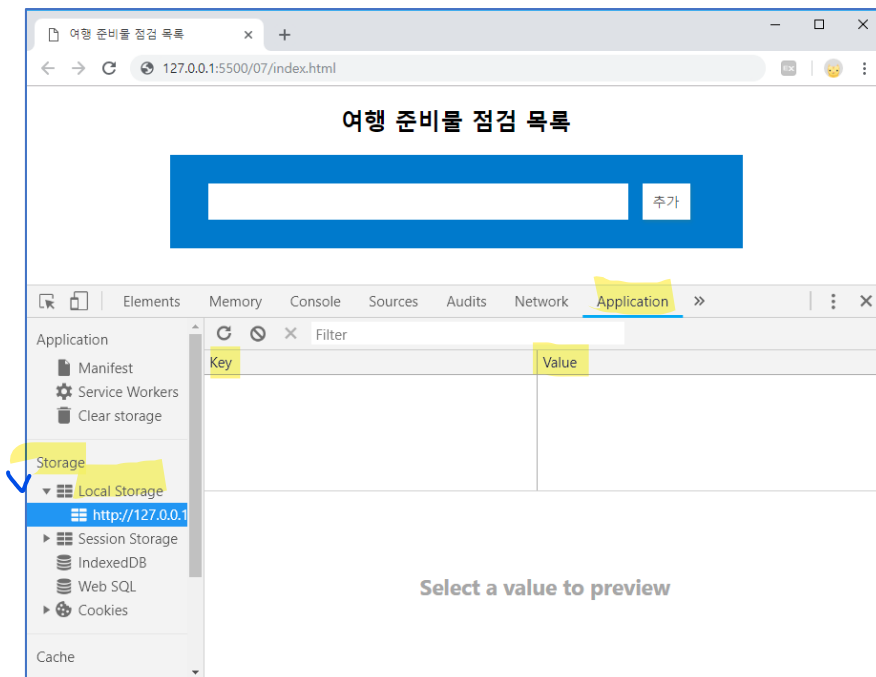 여행 준비물 점검 목록
127.0.0.1:5500/07/index.html
여행 준비물 점검 목록
추가
Elements Memory Console Sources Audits Network Application »
Application
Filter
Manifest
Key Value
Service Workers
Clear storage
Storage
Local Storage
http://127.0.0.1
Session Storage
IndexedDB
Web SQL
Cookies
Select a value to preview
Cache